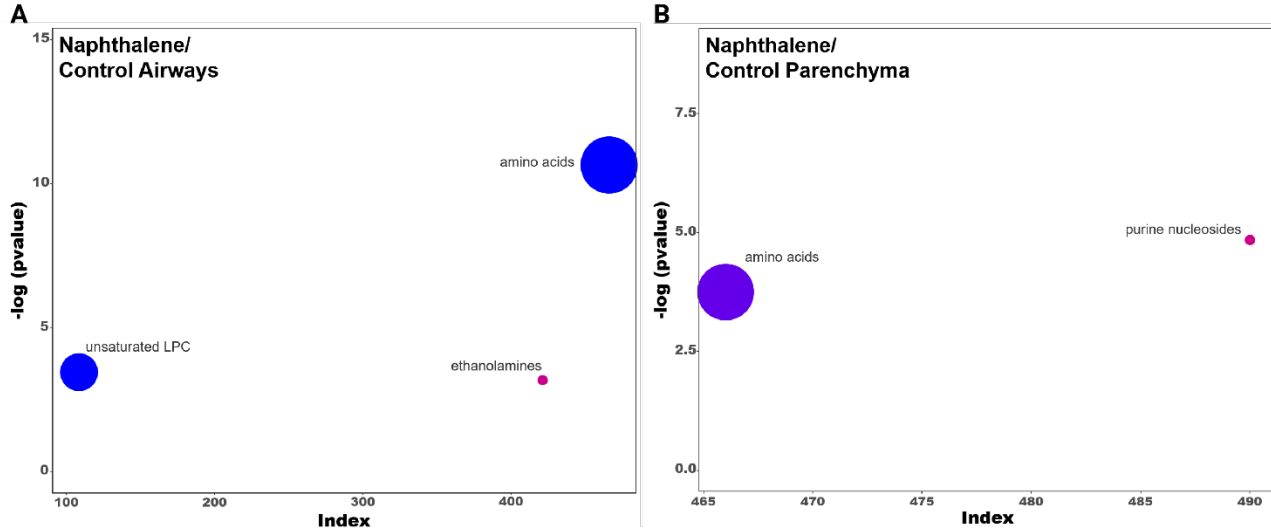 A
Naphthalene/
Control Airways
15
10
5
0
-log (pvalue)
amino acids
unsaturated LPC
ethanolamines
100
200
300
400
Index
B
Naphthalene/
Control Parenchyma
7.5
5.0
2.5
0.0
-log (pvalue)
purine nucleosides
amino acids
465
470
475
480
485
490
Index